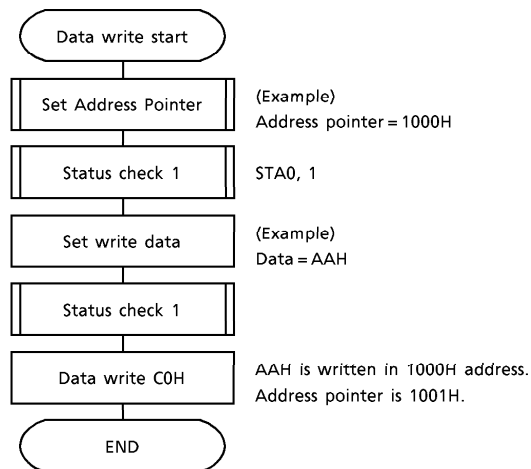 Data write start
Set Address Pointer
(Example)
Address pointer = 1000H
Status check 1
STA0, 1
Set write data
(Example)
Data = AAH
Status check 1
Data write C0H
AAH is written in 1000H address.
Address pointer is 1001H.
END